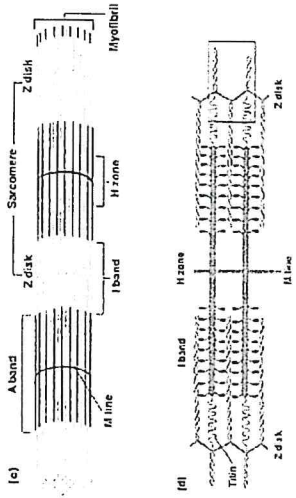 (c)
A band
Sarcomere
Z disk
Z disk
M line
I band
H zone
Myofibril
(d)
I band
H zone
Titin
Z disk
M line
Z disk